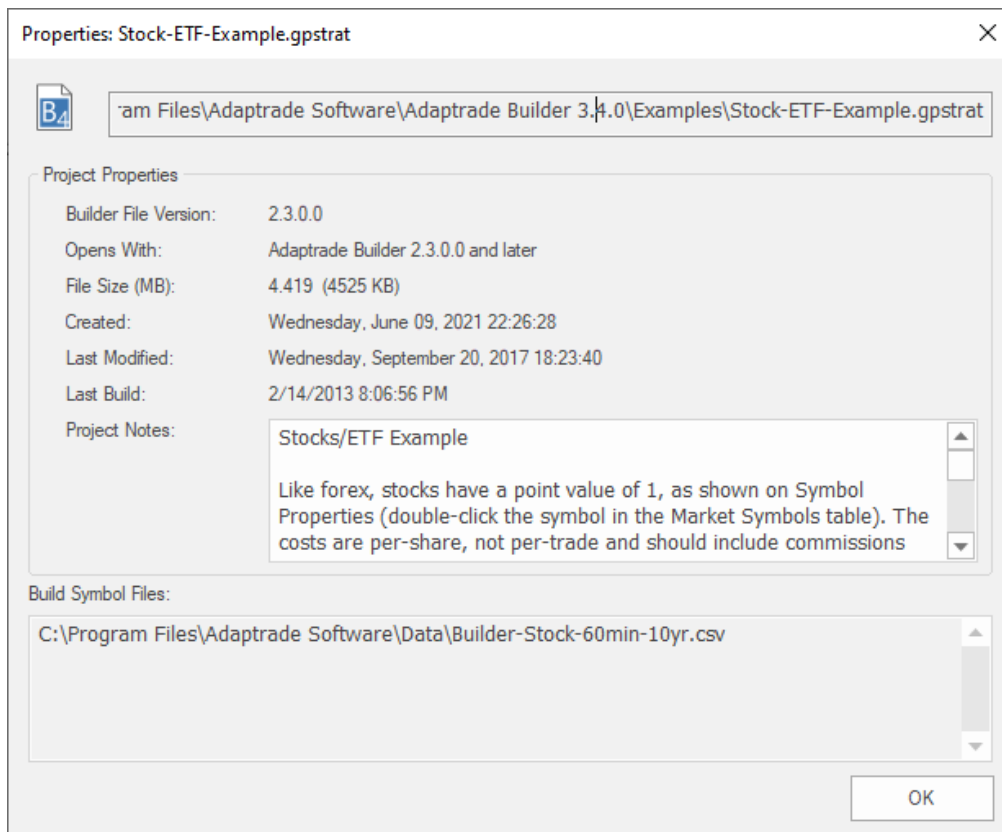 Properties: Stock-ETF-Example.gpstrat
B4
ram Files\Adaptrade Software\Adaptrade Builder 3.4.0\Examples\Stock-ETF-Example.gpstrat
Project Properties
Builder File Version: 2.3.0.0
Opens With: Adaptrade Builder 2.3.0.0 and later
File Size (MB): 4.419 (4525 KB)
Created: Wednesday, June 09, 2021 22:26:28
Last Modified: Wednesday, September 20, 2017 18:23:40
Last Build: 2/14/2013 8:06:56 PM
Project Notes:
Stocks/ETF Example
Like forex, stocks have a point value of 1, as shown on Symbol
Properties (double-click the symbol in the Market Symbols table). The
costs are per-share, not per-trade and should include commissions
Build Symbol Files:
C:\Program Files\Adaptrade Software\Data\Builder-Stock-60min-10yr.csv
OK